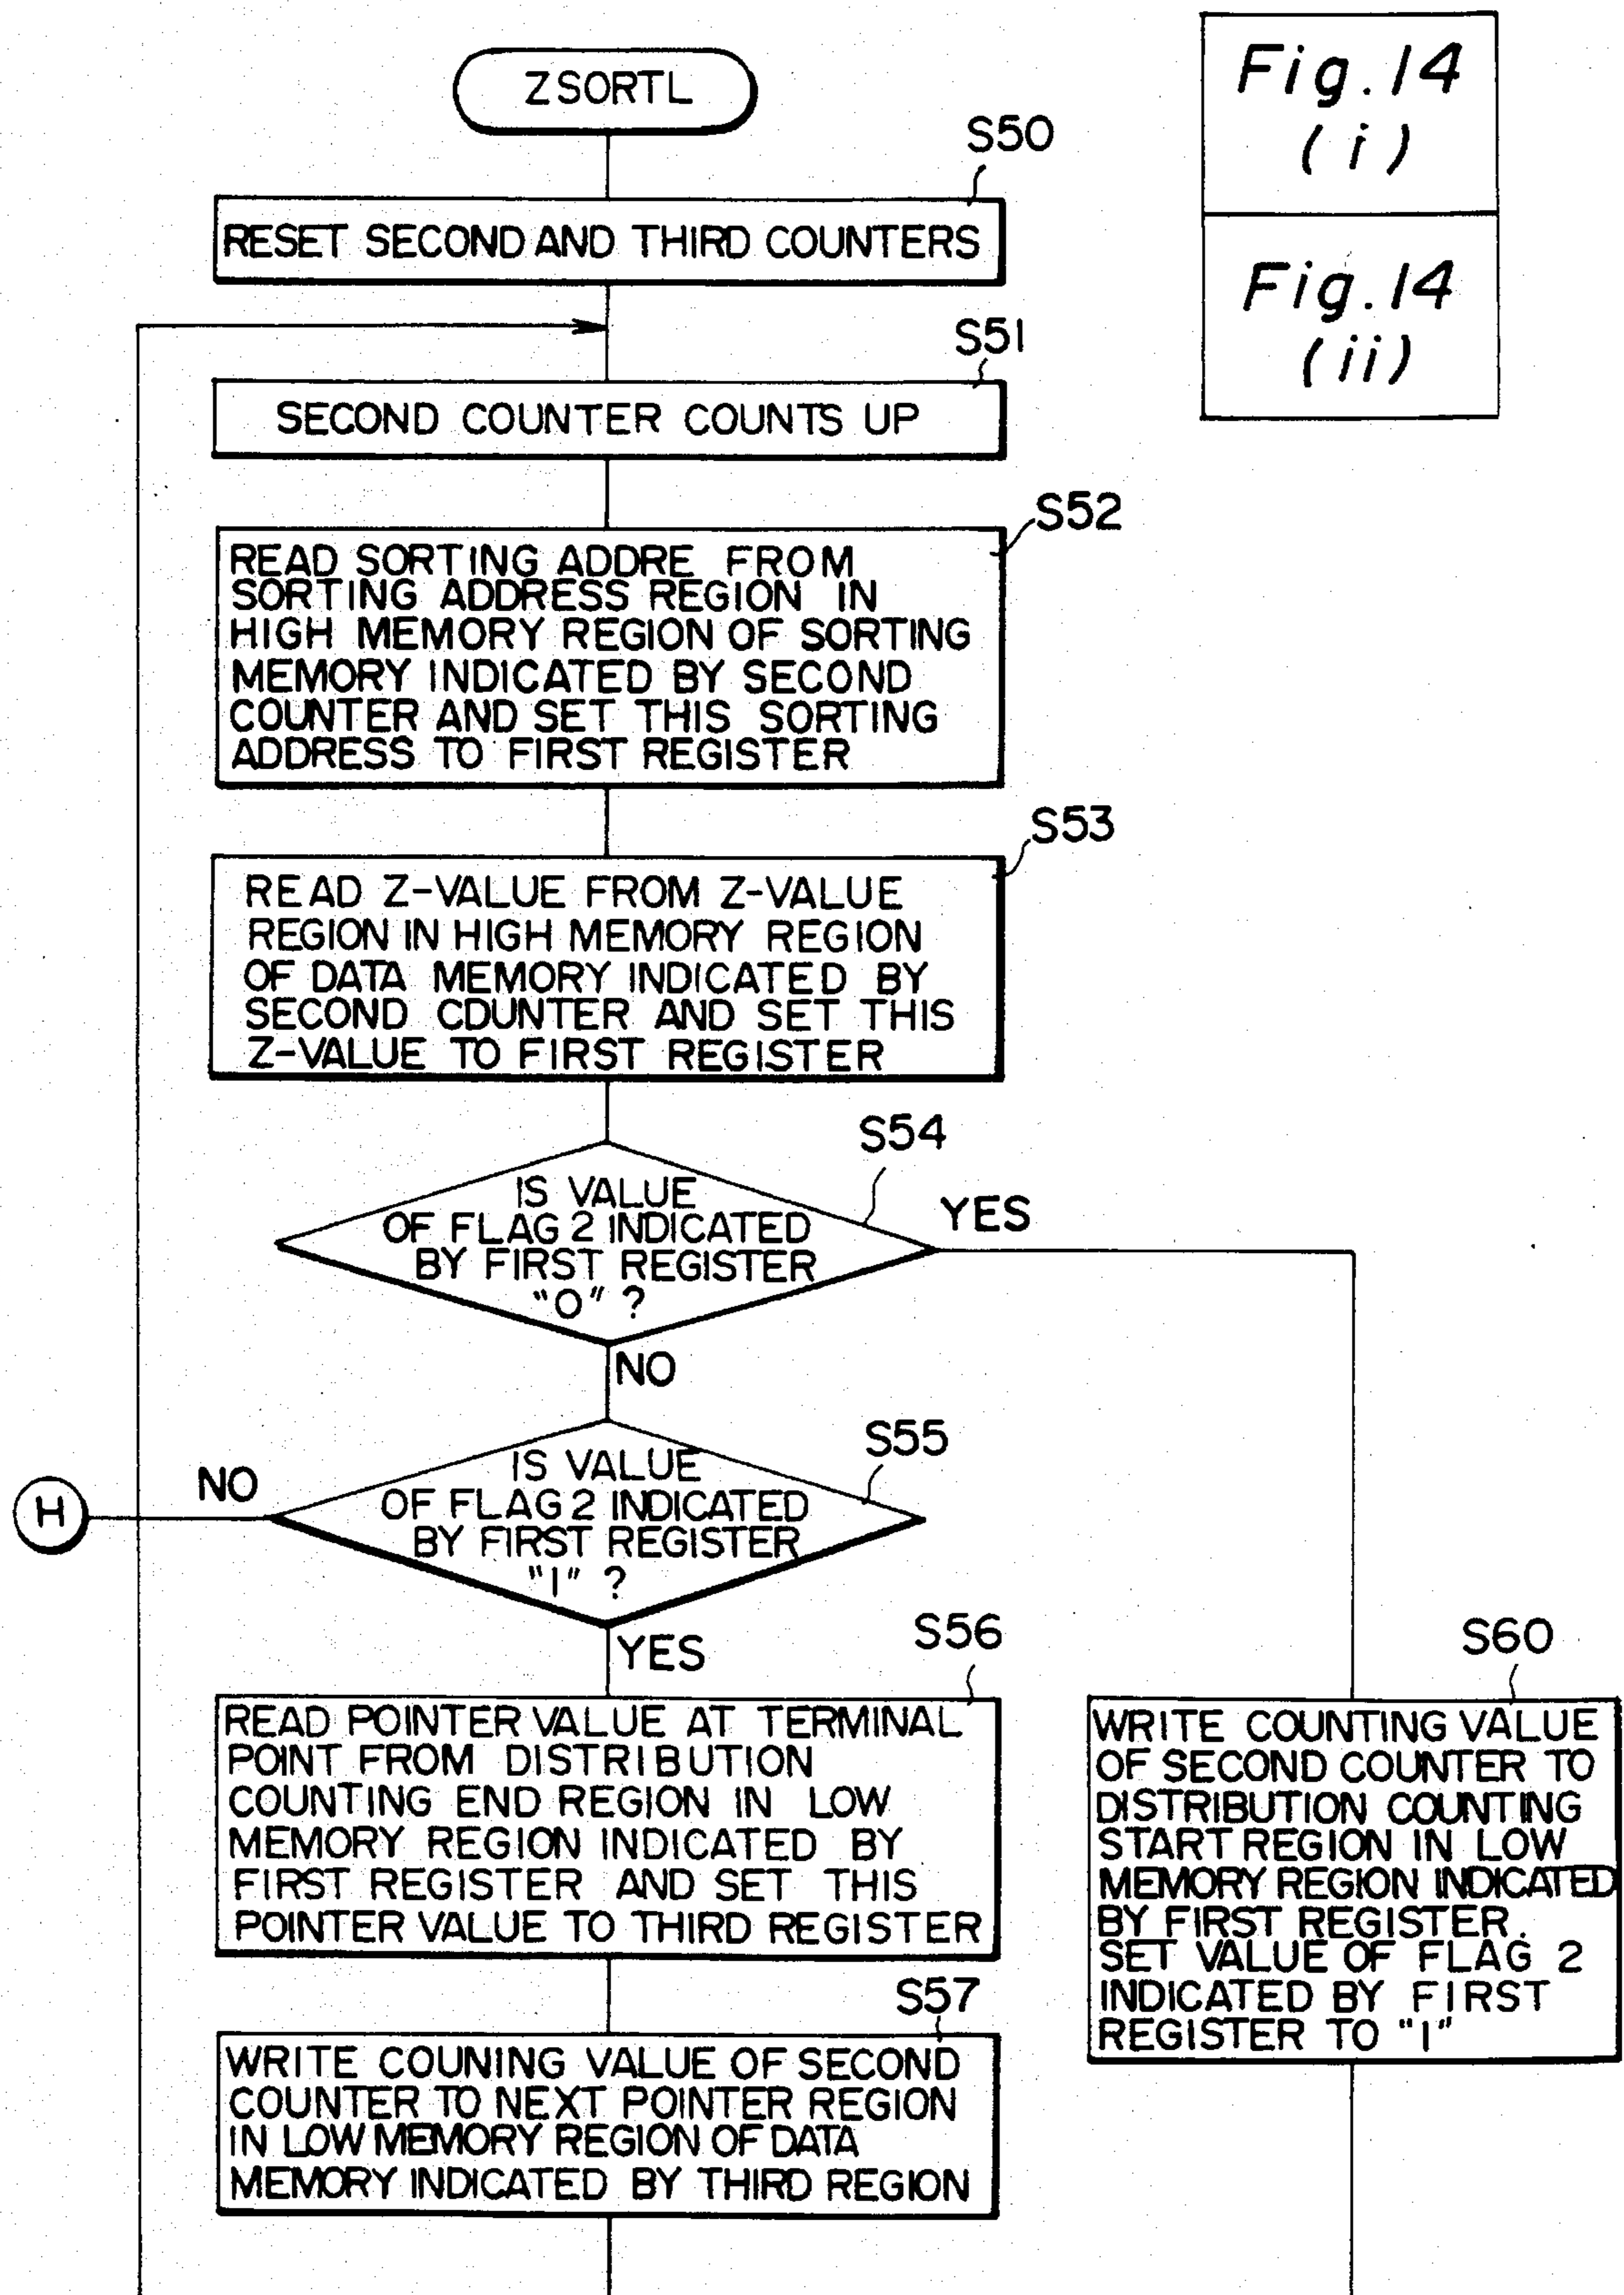 ZSORTL
Fig. 14
(i)
Fig. 14
(ii)
S50
RESET SECOND AND THIRD COUNTERS
S51
SECOND COUNTER COUNTS UP
S52
READ SORTING ADDRE FROM
SORTING ADDRESS REGION IN
HIGH MEMORY REGION OF SORTING
MEMORY INDICATED BY SECOND
COUNTER AND SET THIS SORTING
ADDRESS TO FIRST REGISTER
S53
READ Z-VALUE FROM Z-VALUE
REGION IN HIGH MEMORY REGION
OF DATA MEMORY INDICATED BY
SECOND CDUNTER AND SET THIS
Z-VALUE TO FIRST REGISTER
S54
IS VALUE
OF FLAG 2 INDICATED
BY FIRST REGISTER
"0" ?
YES
NO
S55
IS VALUE
OF FLAG 2 INDICATED
BY FIRST REGISTER
"1" ?
NO
H
YES
S56
READ POINTER VALUE AT TERMINAL
POINT FROM DISTRIBUTION
COUNTING END REGION IN LOW
MEMORY REGION INDICATED BY
FIRST REGISTER AND SET THIS
POINTER VALUE TO THIRD REGISTER
S60
WRITE COUNTING VALUE
OF SECOND COUNTER TO
DISTRIBUTION COUNTING
START REGION IN LOW
MEMORY REGION INDICATED
BY FIRST REGISTER.
SET VALUE OF FLAG 2
INDICATED BY FIRST
REGISTER TO "1"
S57
WRITE COUNING VALUE OF SECOND
COUNTER TO NEXT POINTER REGION
IN LOW MEMORY REGION OF DATA
MEMORY INDICATED BY THIRD REGION